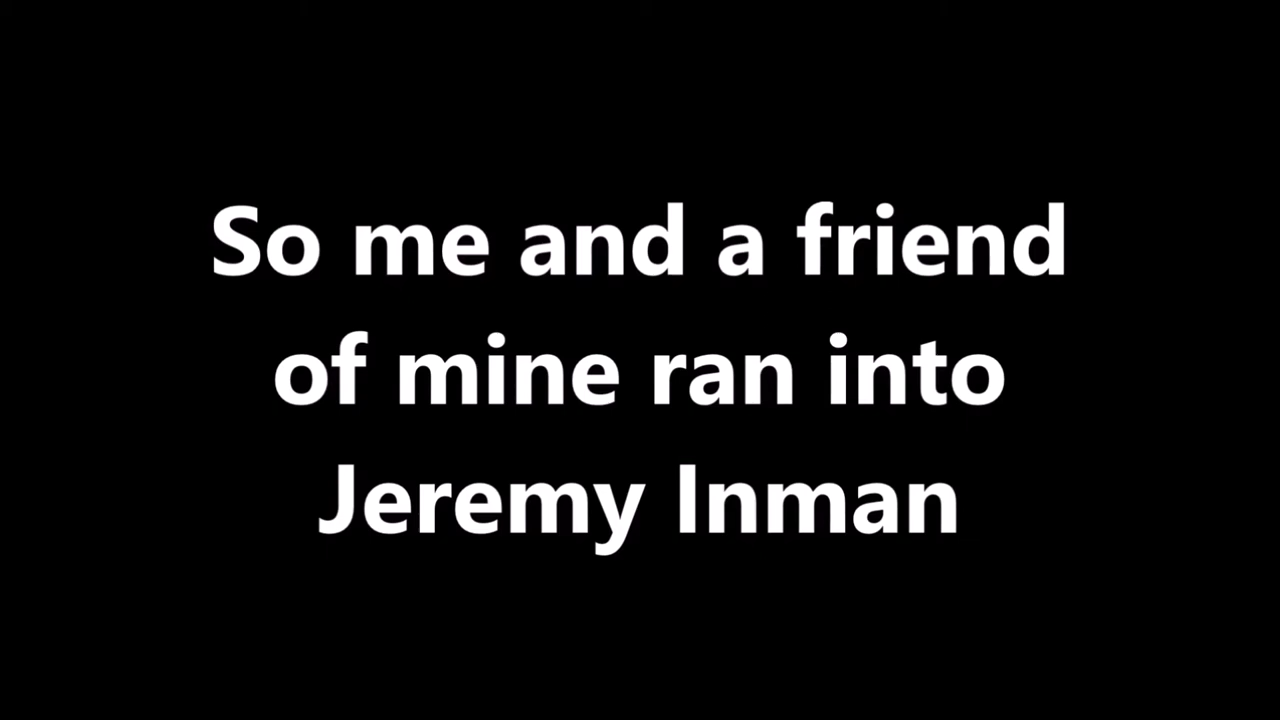 So me and a friend
of mine ran into
Jeremy Inman